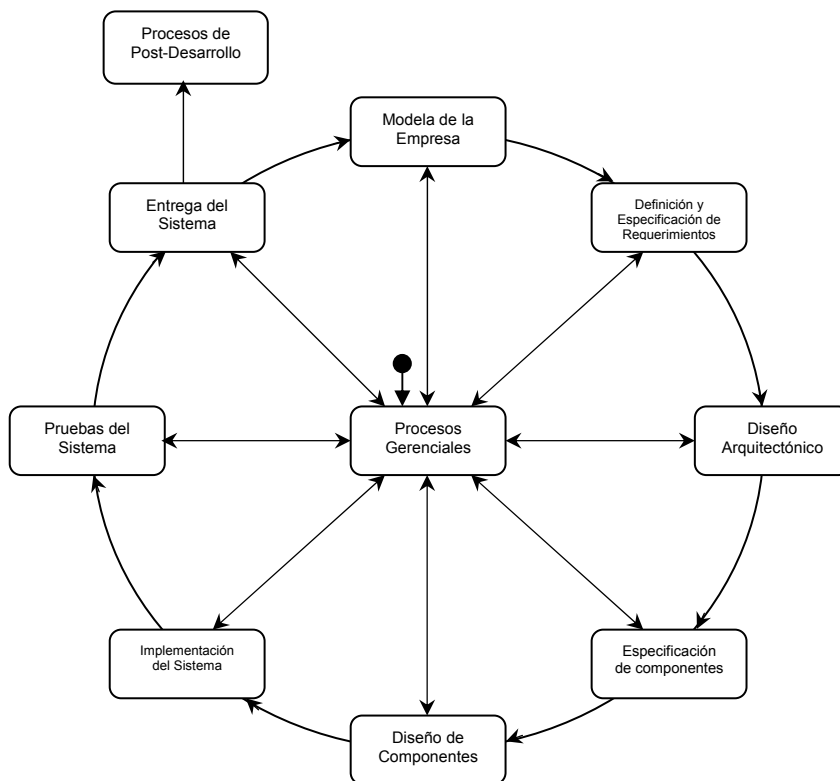 Procesos de
Post-Desarrollo
Modela de la
Empresa
Entrega del
Sistema
Definición y
Especificación de
Requerimientos
Pruebas del
Sistema
Procesos
Gerenciales
Diseño
Arquitectónico
Implementación
del Sistema
Especificación
de componentes
Diseño de
Componentes